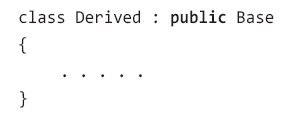 class Derived : public Base
{
. . . . .
}